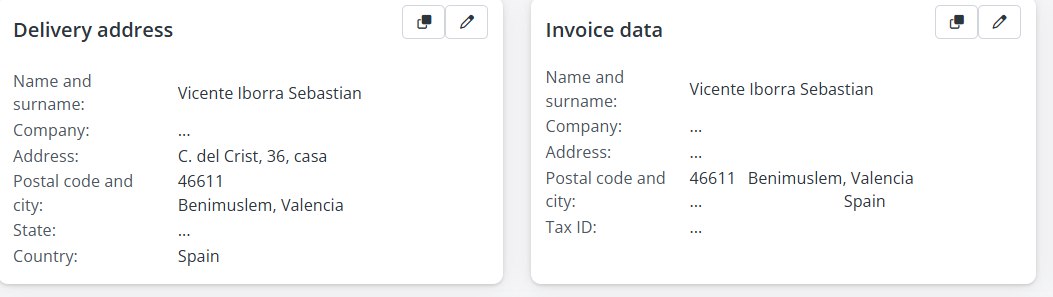 Delivery address
Name and
surname:
Vicente Iborra Sebastian
Company:
...
Address:
C. del Crist, 36, casa
Postal code and
city:
46611
Benimuslem, Valencia
State:
...
Country:
Spain
Invoice data
Name and
surname:
Vicente Iborra Sebastian
Company:
...
Address:
...
Postal code and
city:
46611 Benimuslem, Valencia
... Spain
Tax ID:
...